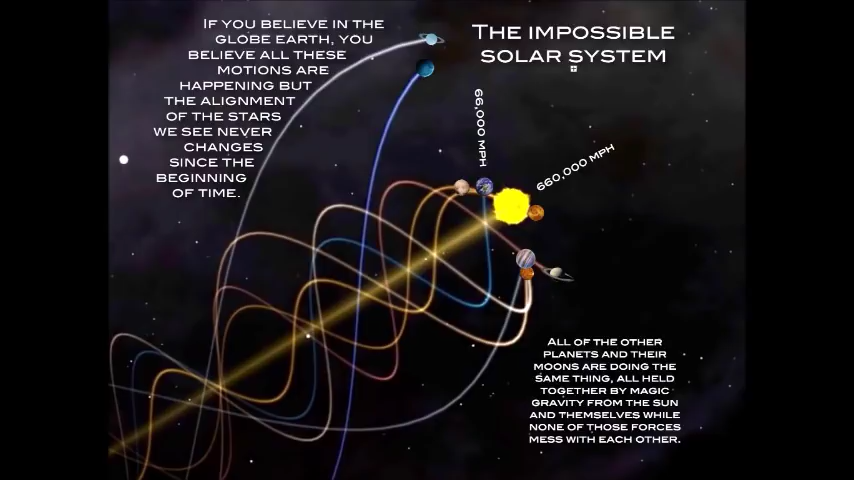 If you believe in the
globe earth, you
believe all these
motions are
happening but
the alignment
of the stars
we see never
changes
since the
beginning
of time.
The impossible
solar system
66,000 mph
660,000 mph
All of the other
planets and their
moons are doing the
same thing, all held
together by magic
gravity from the sun
and themselves while
none of those forces
mess with each other.